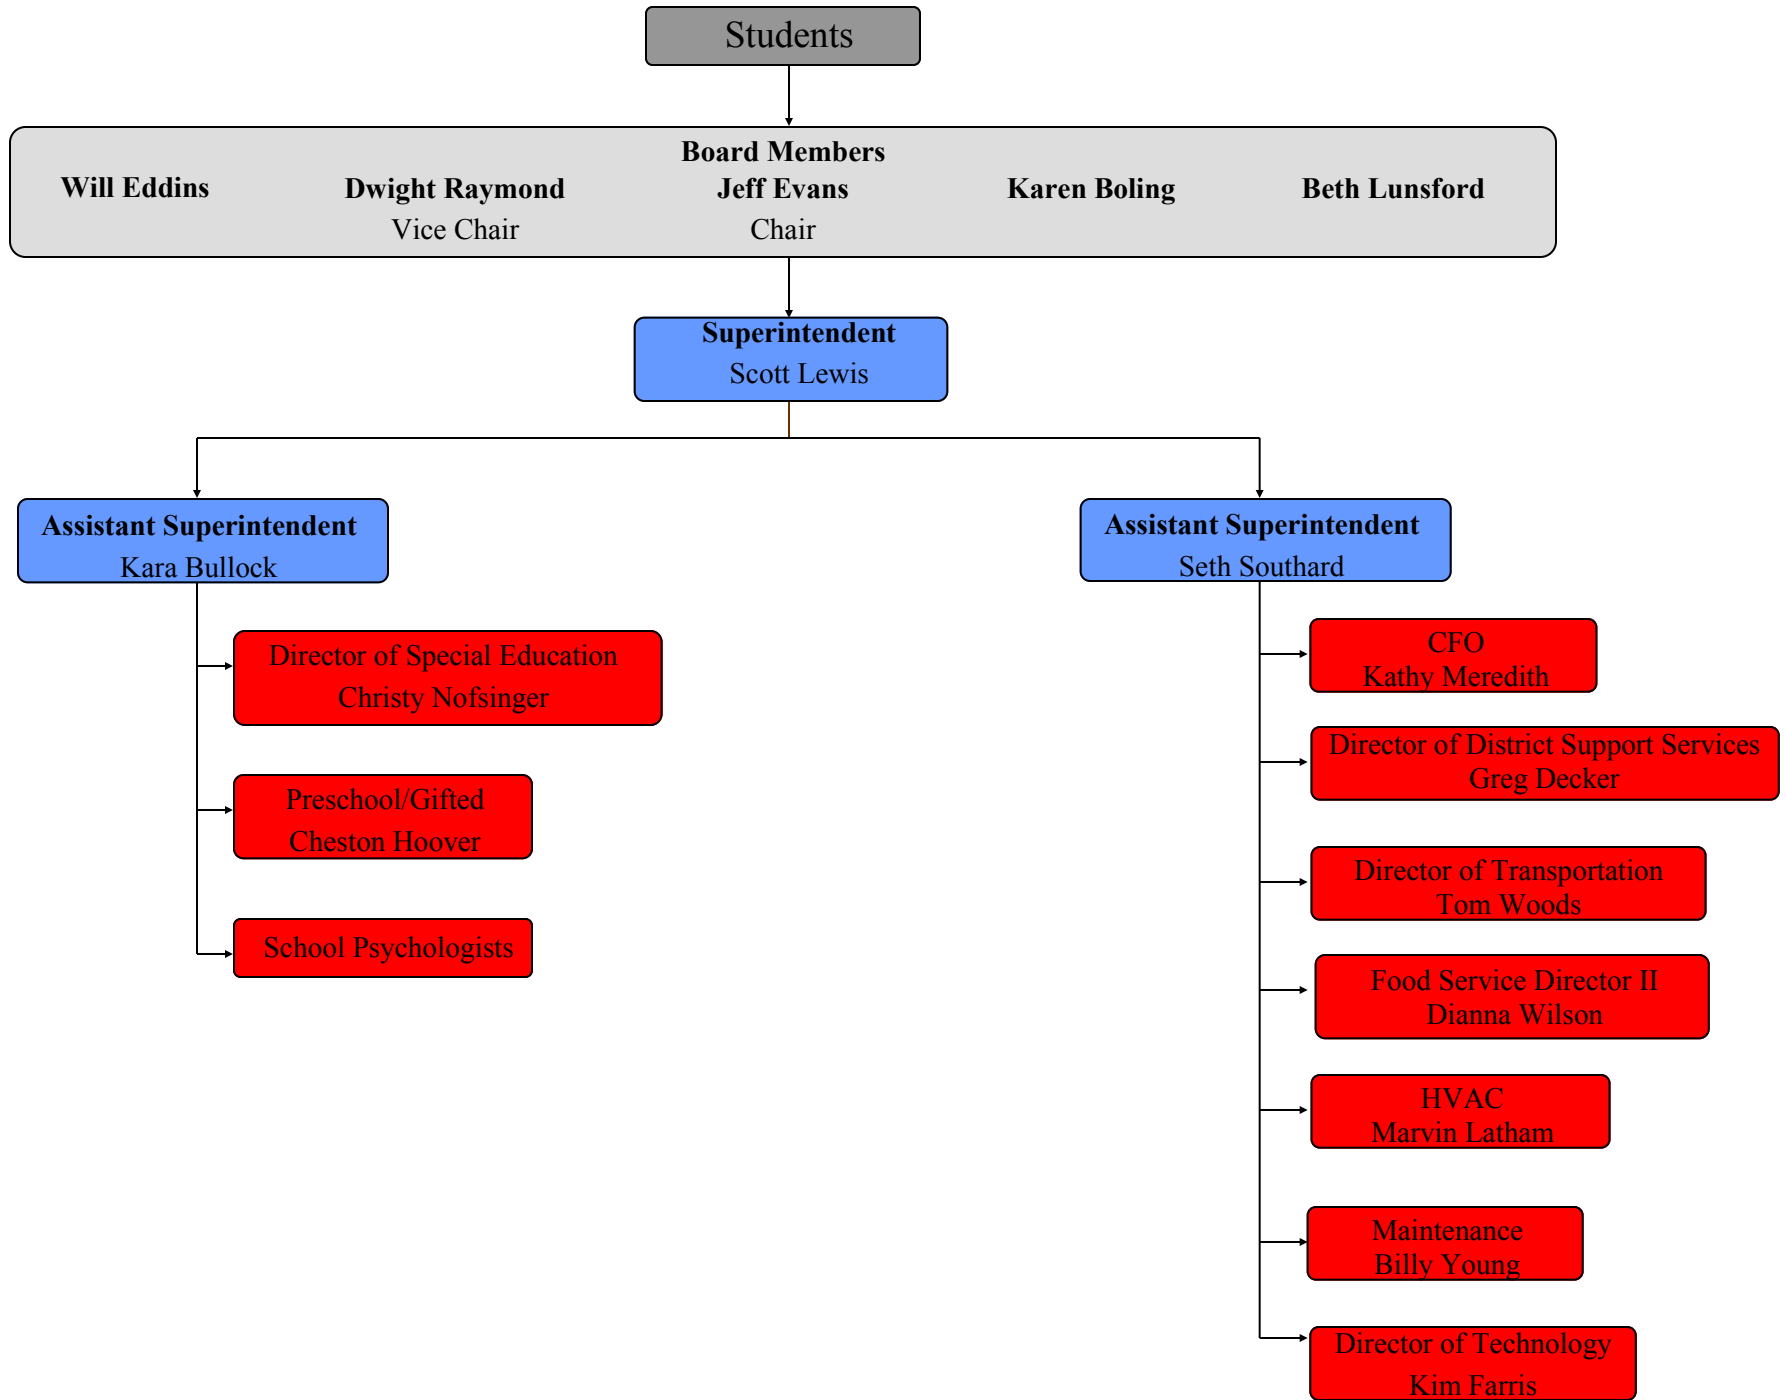 Students
Board Members
Will Eddins Dwight Raymond Jeff Evans Karen Boling Beth Lunsford
Vice Chair Chair
Superintendent
Scott Lewis
Assistant Superintendent
Kara Bullock
Director of Special Education
Christy Nofsinger
Preschool/Gifted
Cheston Hoover
School Psychologists
Assistant Superintendent
Seth Southard
CFO
Kathy Meredith
Director of District Support Services
Greg Decker
Director of Transportation
Tom Woods
Food Service Director II
Dianna Wilson
HVAC
Marvin Latham
Maintenance
Billy Young
Director of Technology
Kim Farris